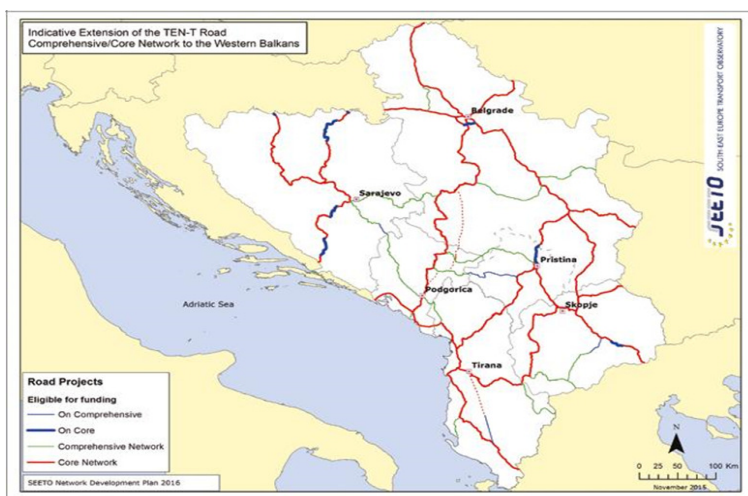 Indicative Extension of the TEN-T Road
Comprehensive/Core Network to the Western Balkans
SEETO
SOUTH EAST EUROPE TRANSPORT OBSERVATORY
Belgrade
Sarajevo
Pristina
Podgorica
Skopje
Adriatic Sea
Tirana
Road Projects
Eligible for funding
On Comprehensive
On Core
Comprehensive Network
Core Network
SEETO Network Development Plan 2016
N
0 25 50 100 Km
November 2015